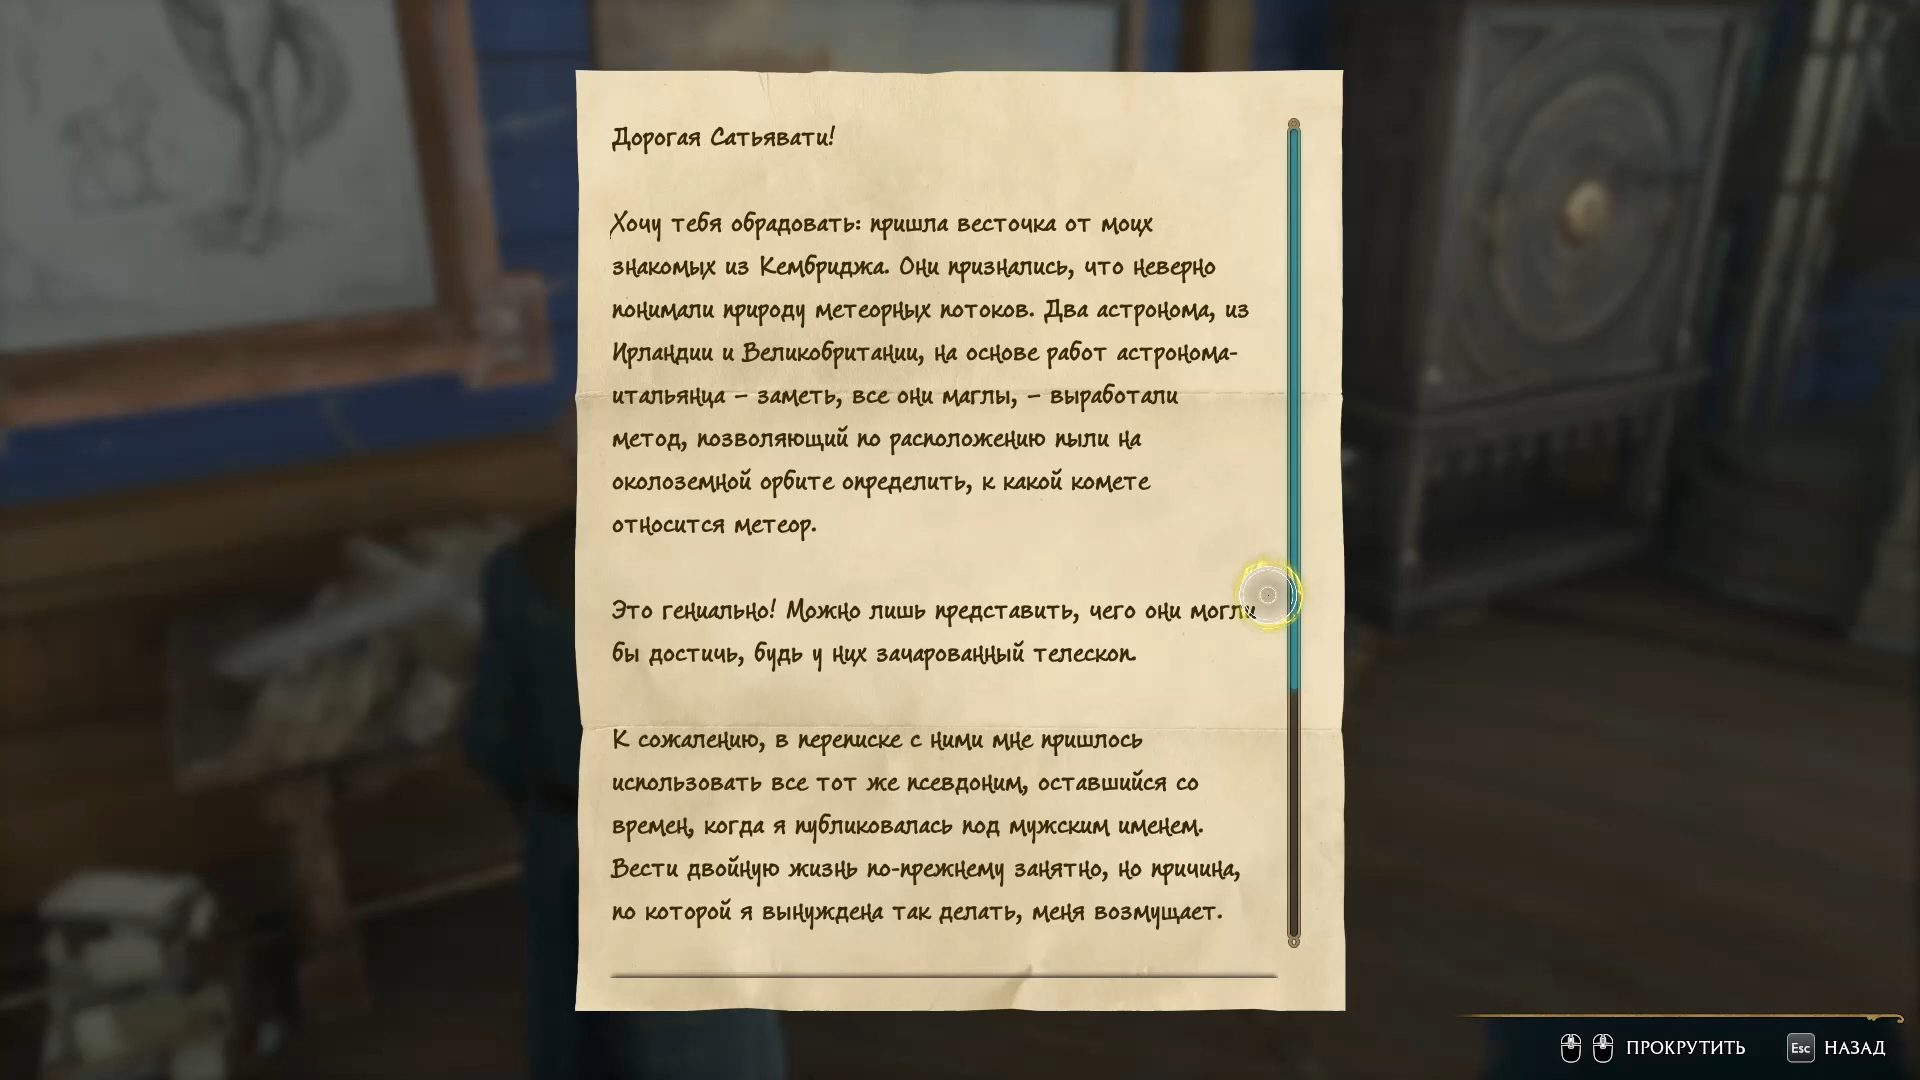 Дорогая Сатьявати!
Хочу тебя обрадовать: пришла весточка от моих
знакомых из Кембриджа. Они признались, что неверно
понимали природу метеорных потоков. Два астронома, из
Ирландии и Великобритании, на основе работ астронома-
итальянца – заметь, все они маглы, – выработали
метод, позволяющий по расположению пыли на
околоземной орбите определить, к какой комете
относится метеор.
Это гениально! Можно лишь представить, чего они могли
бы достичь, будь у них зачарованный телескоп.
К сожалению, в переписке с ними мне пришлось
использовать все тот же псевдоним, оставшийся со
времен, когда я публиковалась под мужским именем.
Вести двойную жизнь по-прежнему занятно, но причина,
по которой я вынуждена так делать, меня возмущает.
ПРОКРУТИТЬ Esc НАЗАД